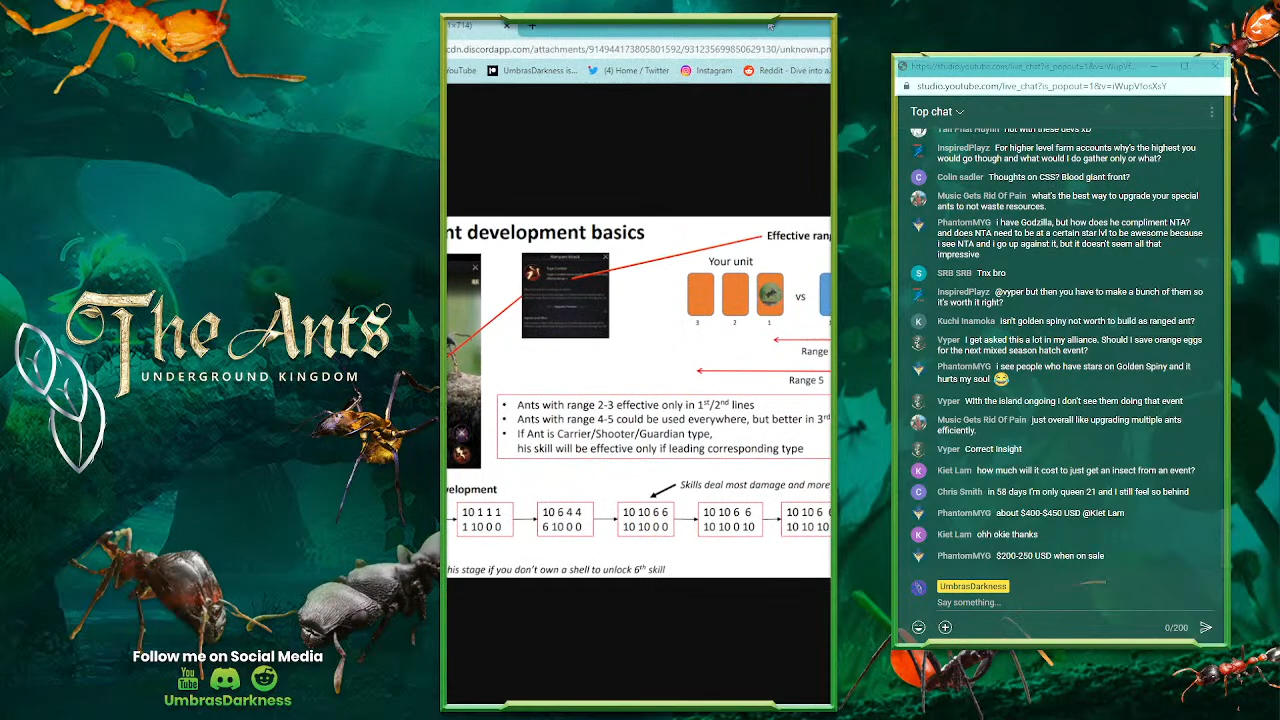 The Ants
UNDERGROUND KINGDOM
Follow me on Social Media
You
Tube
UmbrasDarkness
1×714)
cdn.discordapp.com/attachments/914944173805801592/931235699850629130/unknown.pn
YouTube
UmbrasDarkness is...
(4) Home / Twitter
Instagram
Reddit - Dive into a
nt development basics
Effective rang
Your unit
vs
3
2
1
Range
Range 5
• Ants with range 2-3 effective only in 1st/2nd lines
• Ants with range 4-5 could be used everywhere, but better in 3rd
• If Ant is Carrier/Shooter/Guardian type,
his skill will be effective only if leading corresponding type
velopment
Skills deal most damage and more
10 1 1 1
1 10 0 0
10 6 4 4
6 10 0 0
10 10 6 6
10 10 0 0
10 10 6 6
10 10 0 10
10 10 6 6
10 10 10
his stage if you don't own a shell to unlock 6th skill
https://studio.youtube.com/live_chat?is_popout=1&v=iWupVf...
studio.youtube.com/live_chat?is_popout=1&v=iWupVfosXsY
Top chat
InspiredPlayz For higher level farm accounts why's the highest you
would go though and what would I do gather only or what?
Colin sadler Thoughts on CSS? Blood giant front?
Music Gets Rid Of Pain what's the best way to upgrade your special
ants to not waste resources.
PhantomMYG i have Godzilla, but how does he compliment NTA?
and does NTA need to be at a certain star lvl to be awesome because
i see NTA and i go up against it, but it doesn't seem all that
impressive
SRB SRB Tnx bro
InspiredPlayz @vyper but then you have to make a bunch of them so
it's worth it right?
Kuchi Inamoka Isn't golden spiny not worth to build as ranged ant?
Vyper I get asked this a lot in my alliance. Should I save orange eggs
for the next mixed season hatch event?
PhantomMYG i see people who have stars on Golden Spiny and it
hurts my soul
Vyper With the island ongoing I don't see them doing that event
Music Gets Rid Of Pain just overall like upgrading multiple ants
efficiently.
Vyper Correct Insight
Kiet Lam how much will it cost to just get an insect from an event?
Chris Smith in 58 days I'm only queen 21 and I still feel so behind
PhantomMYG about $400-$450 USD @Kiet Lam
Kiet Lam ohh okie thanks
PhantomMYG $200-250 USD when on sale
UmbrasDarkness
Say something...
0/200